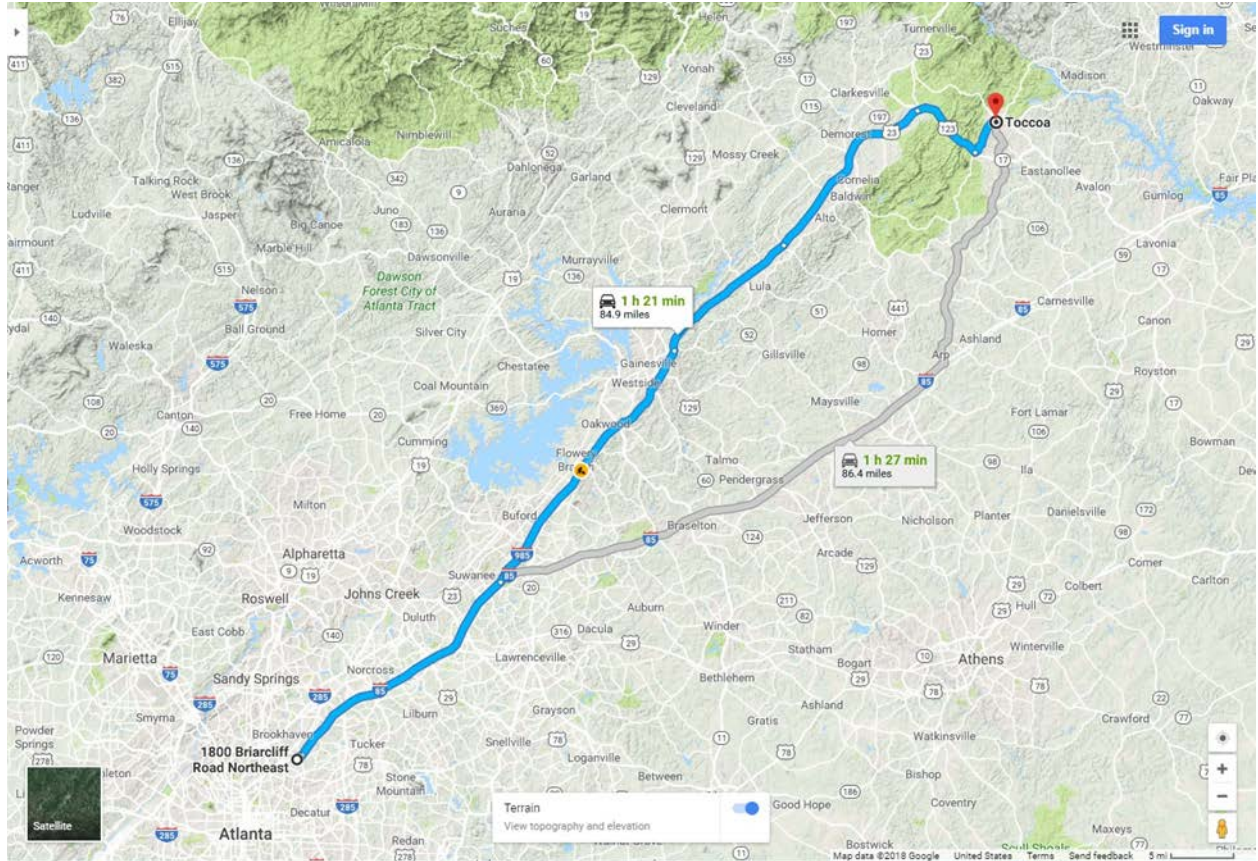 Ellijay
Suches
Helen
Turnerville
Sign in
Westminster
Yonah
Madison
Clarkesville
Oakway
Cleveland
Toccoa
Amicalola
Nimblewill
Demorest
Dahlonega
Mossy Creek
Talking Rock
Garland
Eastanollee
Fair Pla
West Brook
Cornelia
Avalon
Gumlog
Ludville
Jasper
Juno
Auraria
Clermont
Baldwin
Big Canoe
Alto
airmount
Marble Hill
Dawsonville
Lavonia
Murrayville
Dawson
Forest City of
Atlanta Tract
Nelson
Lula
1 h 21 min
84.9 miles
Carnesville
Ball Ground
Silver City
Homer
Canon
Ashland
Waleska
Gainesville
Gillsville
Chestatee
Arp
Westside
Royston
Coal Mountain
Maysville
Canton
Free Home
Fort Lamar
Oakwood
Cumming
Bowman
Flowery
Holly Springs
Talmo
1 h 27 min
86.4 miles
Ila
Pendergrass
Milton
Buford
Jefferson
Nicholson
Planter
Danielsville
Woodstock
Braselton
Alpharetta
Arcade
Acworth
Suwanee
Comer
Kennesaw
Roswell
Johns Creek
Colbert
Carlton
Auburn
Hull
Duluth
East Cobb
Dacula
Winder
Statham
Winterville
Marietta
Norcross
Lawrenceville
Bogart
Athens
Sandy Springs
Bethlehem
Smyrna
Lilburn
Grayson
Ashland
Crawford
Powder
Springs
Brookhaven
Gratis
Watkinsville
1800 Briarcliff
Road Northeast
Tucker
Snellville
Loganville
Stone
Mountain
Between
Bishop
Satellite
Decatur
Terrain
View topography and elevation
Good Hope
Coventry
Atlanta
Redan
Maxeys
Bostwick
Map data ©2018 Google United States Terms Send feedback 5 mi